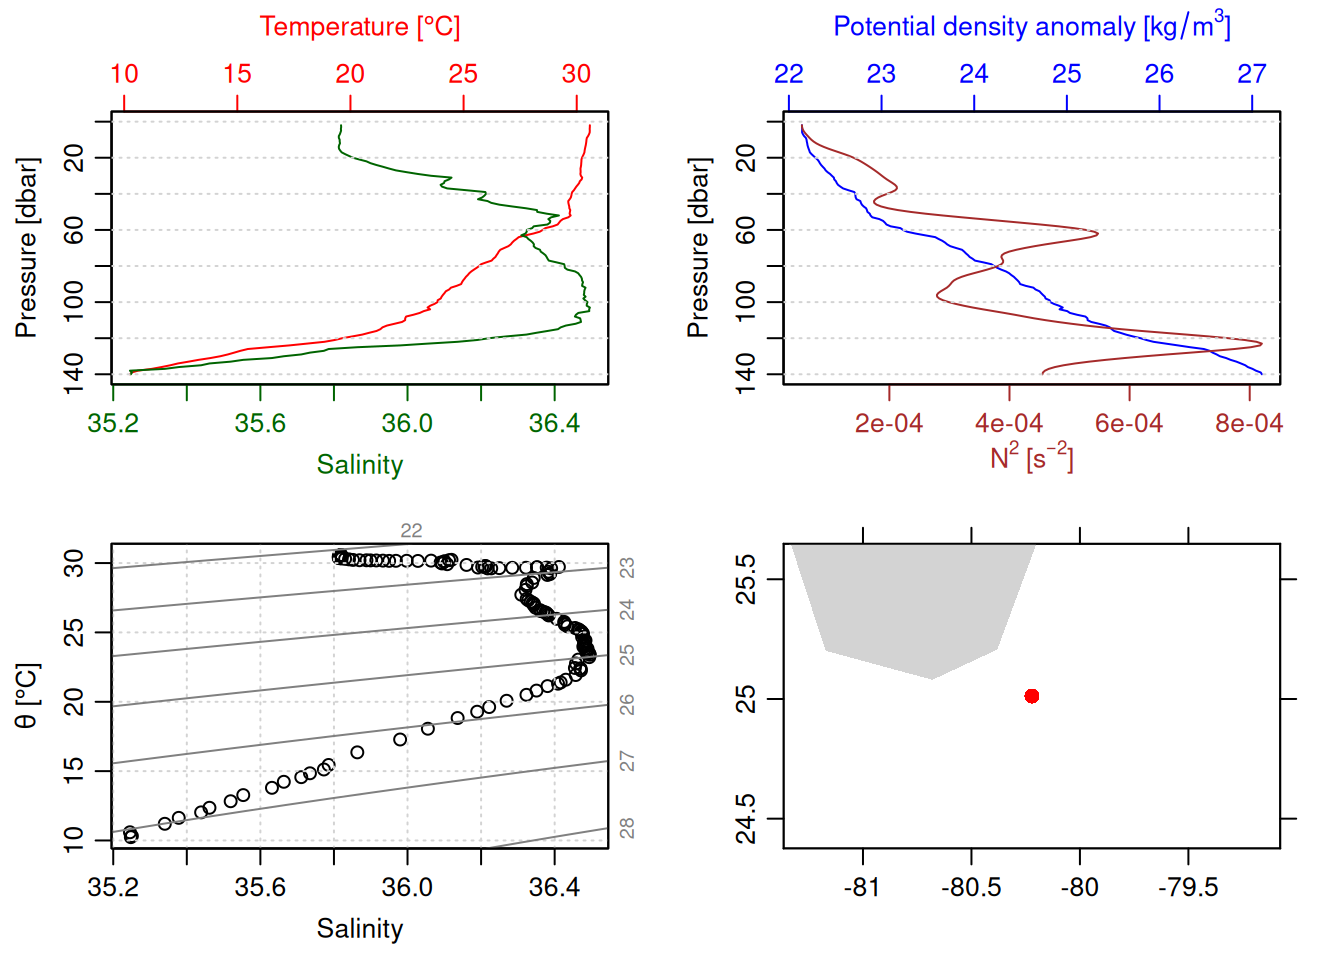 Temperature [°C]
10 15 20 25 30
Pressure [dbar]
20 60 100 140
35.2 35.6 36.0 36.4
Salinity
Potential density anomaly [kg/m³]
22 23 24 25 26 27
Pressure [dbar]
20 60 100 140
2e-04 4e-04 6e-04 8e-04
N² [s⁻²]
22
θ [°C]
30 25 20 15 10
23 24 25 26 27 28
35.2 35.6 36.0 36.4
Salinity
25.5 25 24.5
-81 -80.5 -80 -79.5